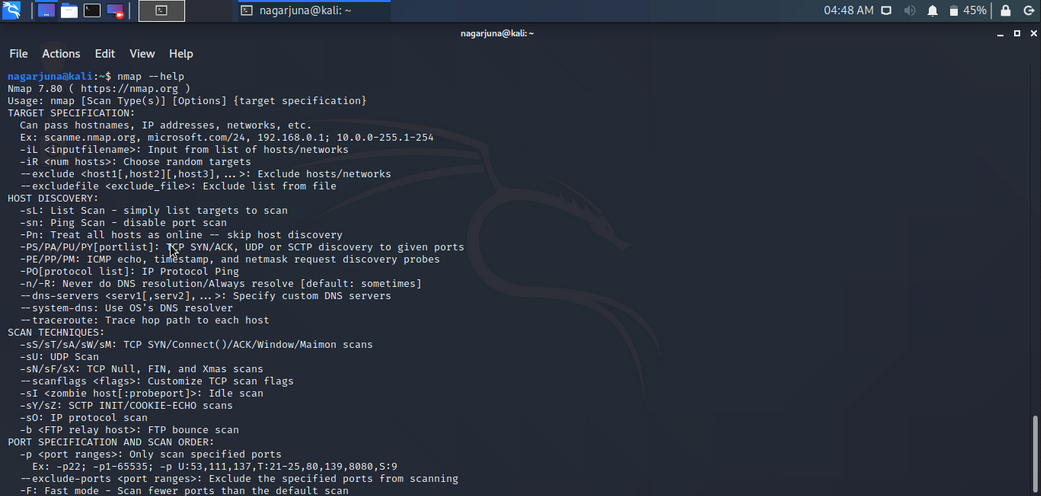 nagarjuna@kali: ~
04:48 AM
45%
nagarjuna@kali: ~
File Actions Edit View Help
nagarjuna@kali:~$ nmap --help
Nmap 7.80 ( https://nmap.org )
Usage: nmap [Scan Type(s)] [Options] {target specification}
TARGET SPECIFICATION:
  Can pass hostnames, IP addresses, networks, etc.
  Ex: scanme.nmap.org, microsoft.com/24, 192.168.0.1; 10.0.0-255.1-254
  -iL <inputfilename>: Input from list of hosts/networks
  -iR <num hosts>: Choose random targets
  --exclude <host1[,host2][,host3],...>: Exclude hosts/networks
  --excludefile <exclude_file>: Exclude list from file
HOST DISCOVERY:
  -sL: List Scan - simply list targets to scan
  -sn: Ping Scan - disable port scan
  -Pn: Treat all hosts as online -- skip host discovery
  -PS/PA/PU/PY[portlist]: TCP SYN/ACK, UDP or SCTP discovery to given ports
  -PE/PP/PM: ICMP echo, timestamp, and netmask request discovery probes
  -PO[protocol list]: IP Protocol Ping
  -n/-R: Never do DNS resolution/Always resolve [default: sometimes]
  --dns-servers <serv1[,serv2],...>: Specify custom DNS servers
  --system-dns: Use OS's DNS resolver
  --traceroute: Trace hop path to each host
SCAN TECHNIQUES:
  -sS/sT/sA/sW/sM: TCP SYN/Connect()/ACK/Window/Maimon scans
  -sU: UDP Scan
  -sN/sF/sX: TCP Null, FIN, and Xmas scans
  --scanflags <flags>: Customize TCP scan flags
  -sI <zombie host[:probeport]>: Idle scan
  -sY/sZ: SCTP INIT/COOKIE-ECHO scans
  -sO: IP protocol scan
  -b <FTP relay host>: FTP bounce scan
PORT SPECIFICATION AND SCAN ORDER:
  -p <port ranges>: Only scan specified ports
    Ex: -p22; -p1-65535; -p U:53,111,137,T:21-25,80,139,8080,S:9
  --exclude-ports <port ranges>: Exclude the specified ports from scanning
  -F: Fast mode - Scan fewer ports than the default scan